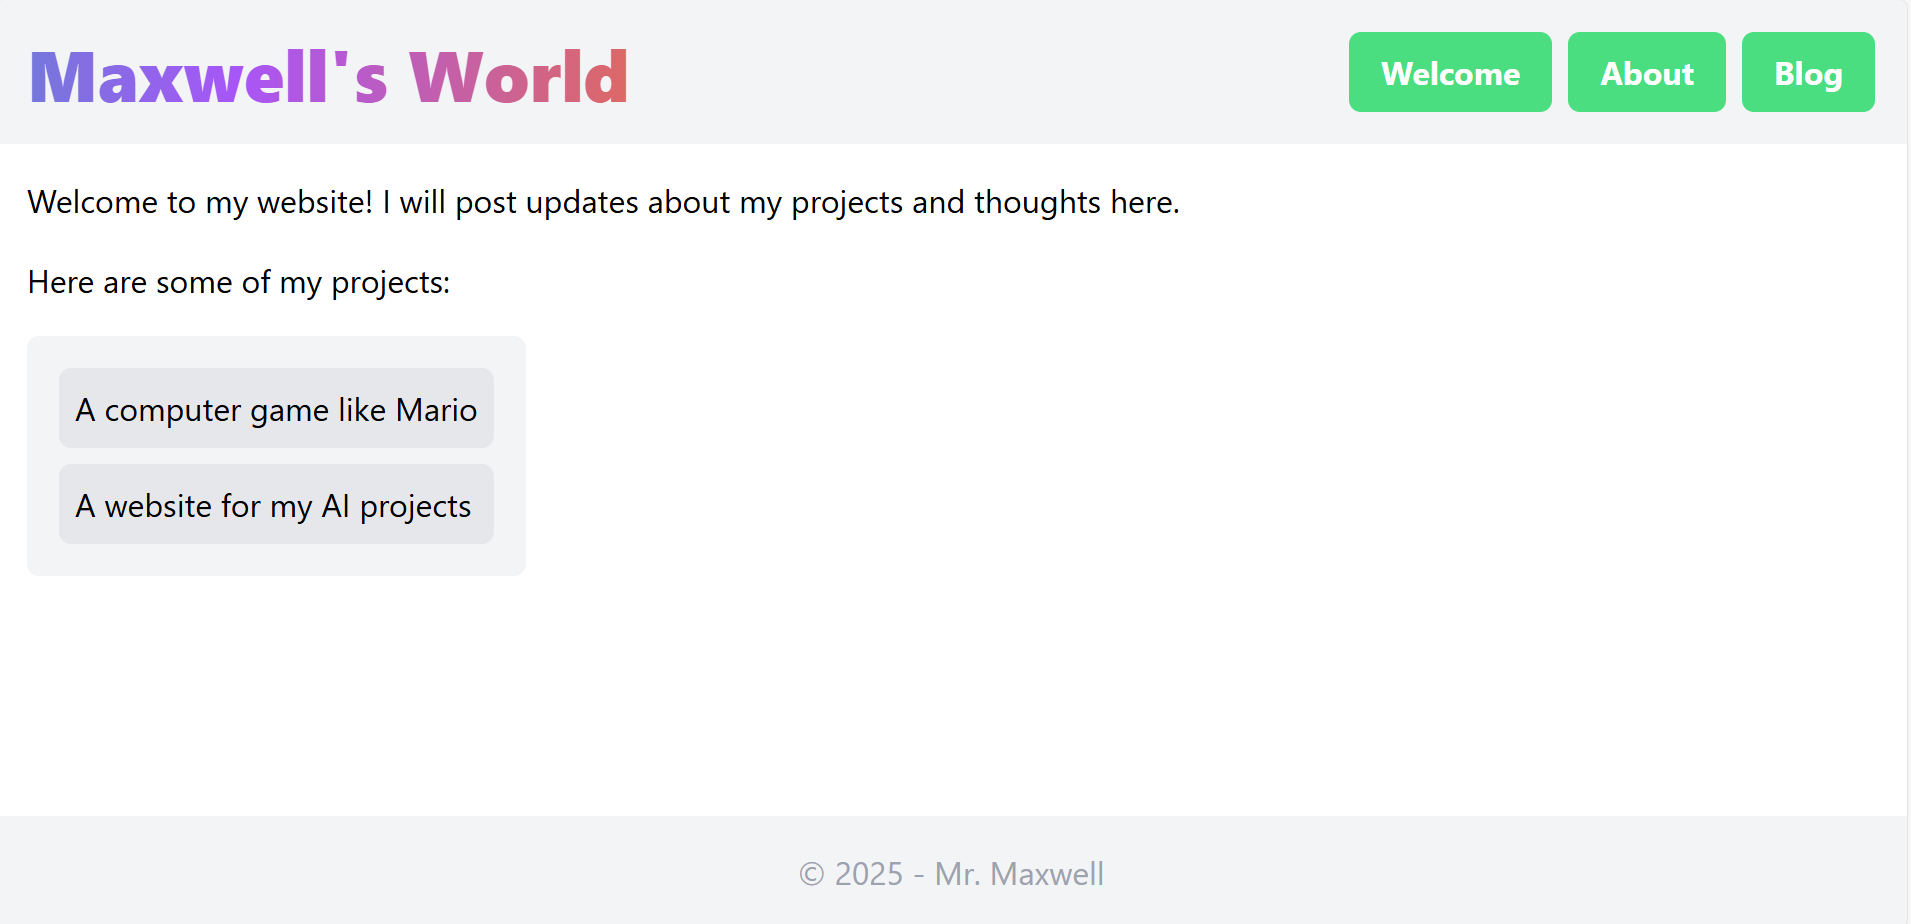 Maxwell's World
Welcome
About
Blog
Welcome to my website! I will post updates about my projects and thoughts here.
Here are some of my projects:
A computer game like Mario
A website for my AI projects
© 2025 - Mr. Maxwell